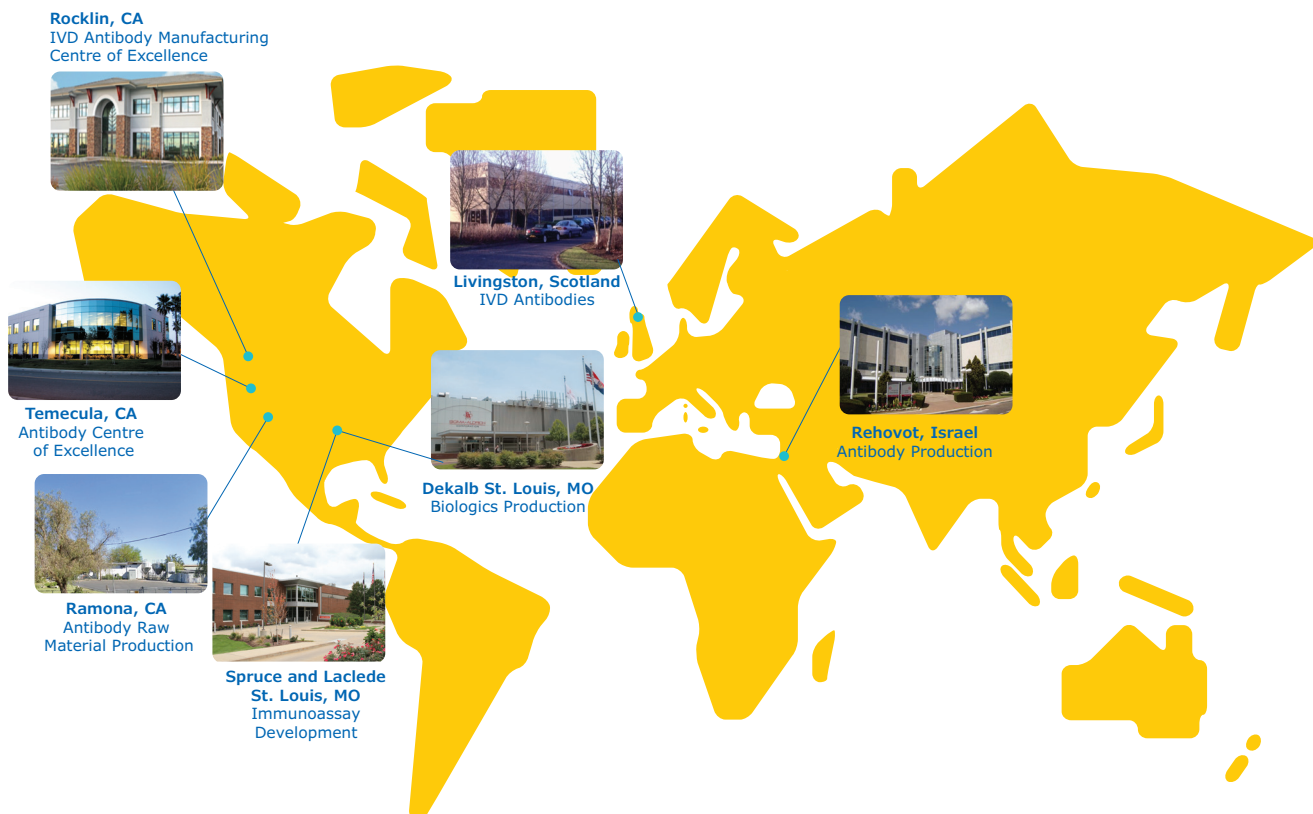 Rocklin, CA
IVD Antibody Manufacturing
Centre of Excellence
Livingston, Scotland
IVD Antibodies
Temecula, CA
Antibody Centre
of Excellence
Rehovot, Israel
Antibody Production
Dekalb St. Louis, MO
Biologics Production
Ramona, CA
Antibody Raw
Material Production
Spruce and Laclede
St. Louis, MO
Immunoassay
Development